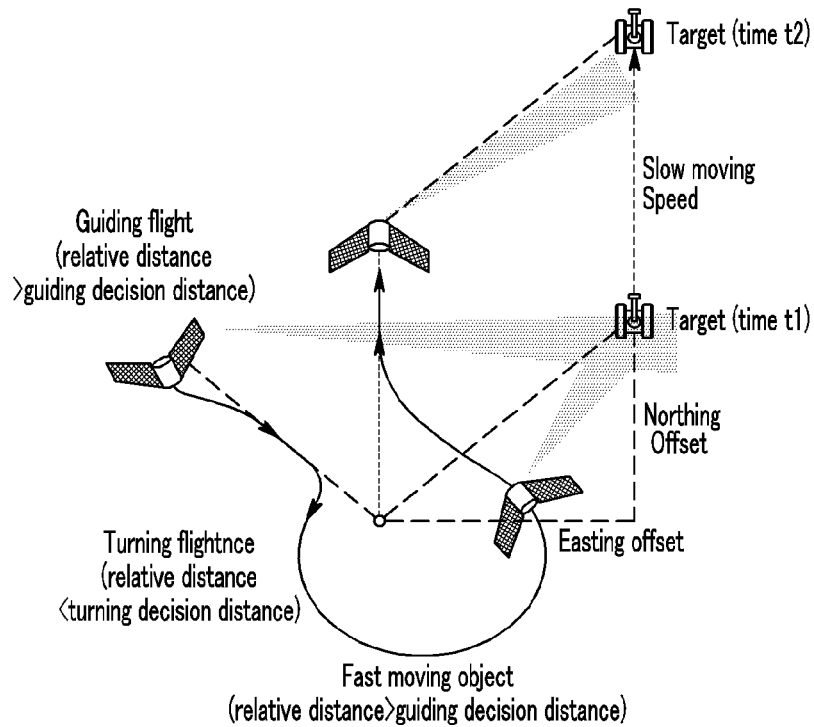 Target (time t2)
Slow moving
Speed
Guiding flight
(relative distance
>guiding decision distance)
Target (time t1)
Northing
Offset
Easting offset
Turning flightnce
(relative distance
<turning decision distance)
Fast moving object
(relative distance>guiding decision distance)